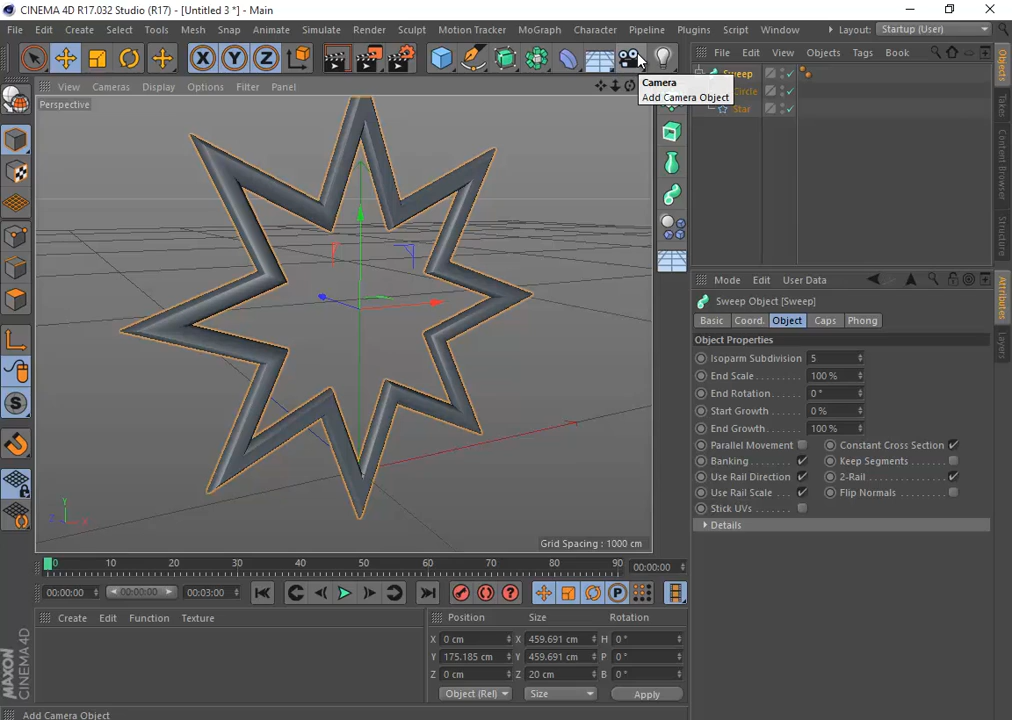 CINEMA 4D R17.032 Studio (R17) - [Untitled 3 *] - Main
File Edit Create Select Tools Mesh Snap Animate Simulate Render Sculpt Motion Tracker MoGraph Character Pipeline Plugins Script Window Layout: Startup (User)
X Y Z
File Edit View Objects Tags Book
View Cameras Display Options Filter Panel
Perspective
Camera
Add Camera Object
Sweep
Circle
Star
Objects
Takes
Content Browser
Structure
Mode Edit User Data
Sweep Object [Sweep]
Basic Coord. Object Caps Phong
Object Properties
Isoparm Subdivision 5
End Scale . . . . . . . . . 100 %
End Rotation . . . . . . 0 °
Start Growth . . . . . . 0 %
End Growth . . . . . . . 100 %
Parallel Movement Constant Cross Section
Banking . . . . . . . . . . Keep Segments . . . . . . .
Use Rail Direction 2-Rail . . . . . . . . . . . . . . .
Use Rail Scale . . . . Flip Normals . . . . . . . . .
Stick UVs . . . . . . . .
Details
Attributes
Layers
Y
Z X
Grid Spacing : 1000 cm
0 10 20 30 40 50 60 70 80 90
00:00:00
00:00:00 00:00:00 00:03:00
P
Create Edit Function Texture
Position Size Rotation
X 0 cm X 459.691 cm H 0 °
Y 175.185 cm Y 459.691 cm P 0 °
Z 0 cm Z 20 cm B 0 °
Object (Rel) Size Apply
MAXON
CINEMA 4D
Add Camera Object